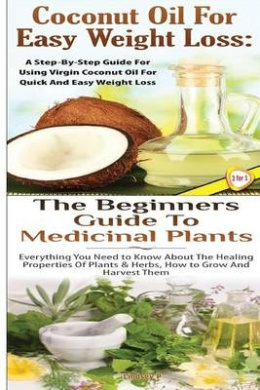 Coconut Oil For
Easy Weight Loss:
A Step-By-Step Guide For
Using Virgin Coconut Oil For
Quick And Easy Weight Loss
2 for 1
The Beginners
Guide To
Medicinal Plants
Everything You Need to Know About The Healing
Properties Of Plants & Herbs, How to Grow And
Harvest Them
Lindsey P